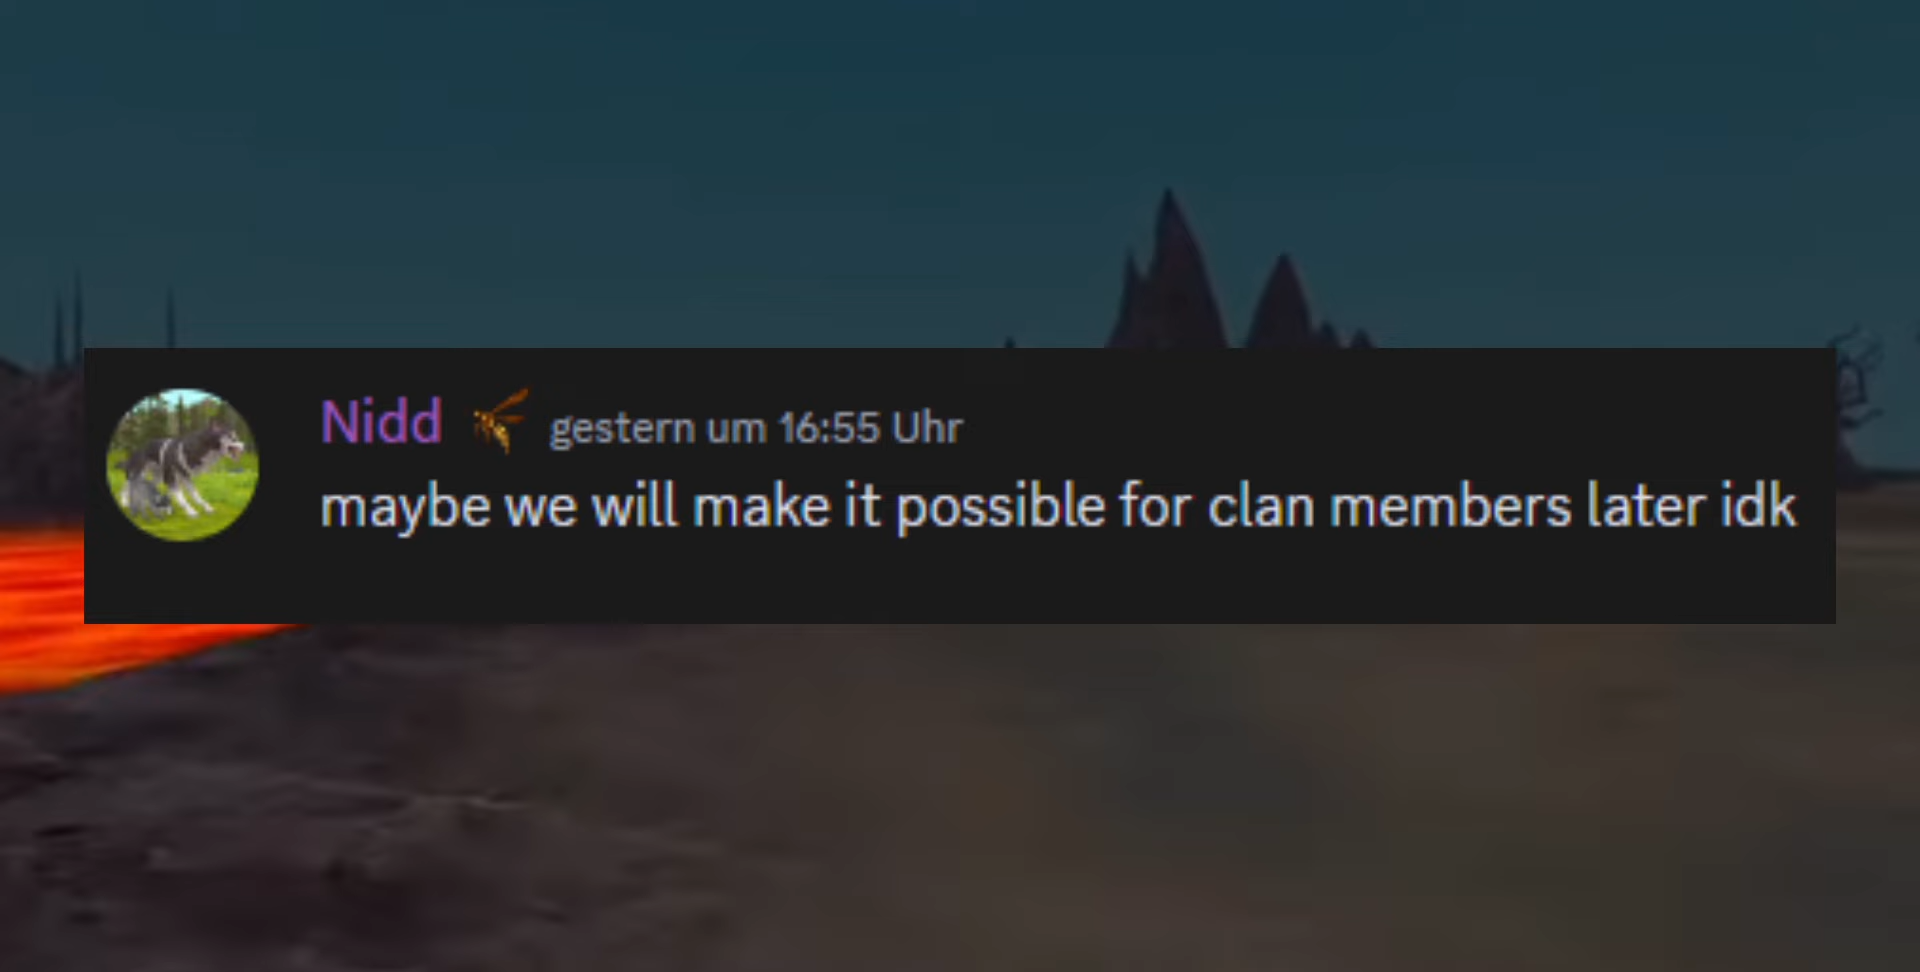 Nidd gestern um 16:55 Uhr
maybe we will make it possible for clan members later idk